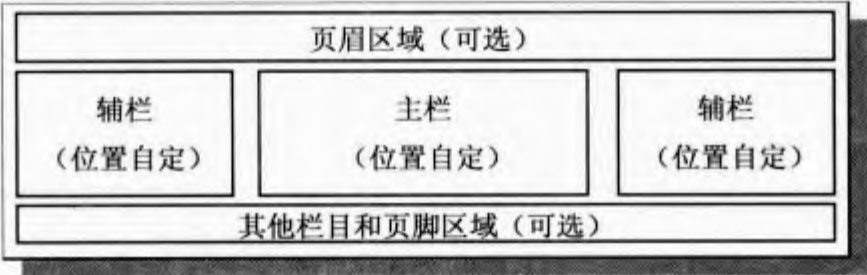 页眉区域（可选）
辅栏
（位置自定）
主栏
（位置自定）
辅栏
（位置自定）
其他栏目和页脚区域（可选）